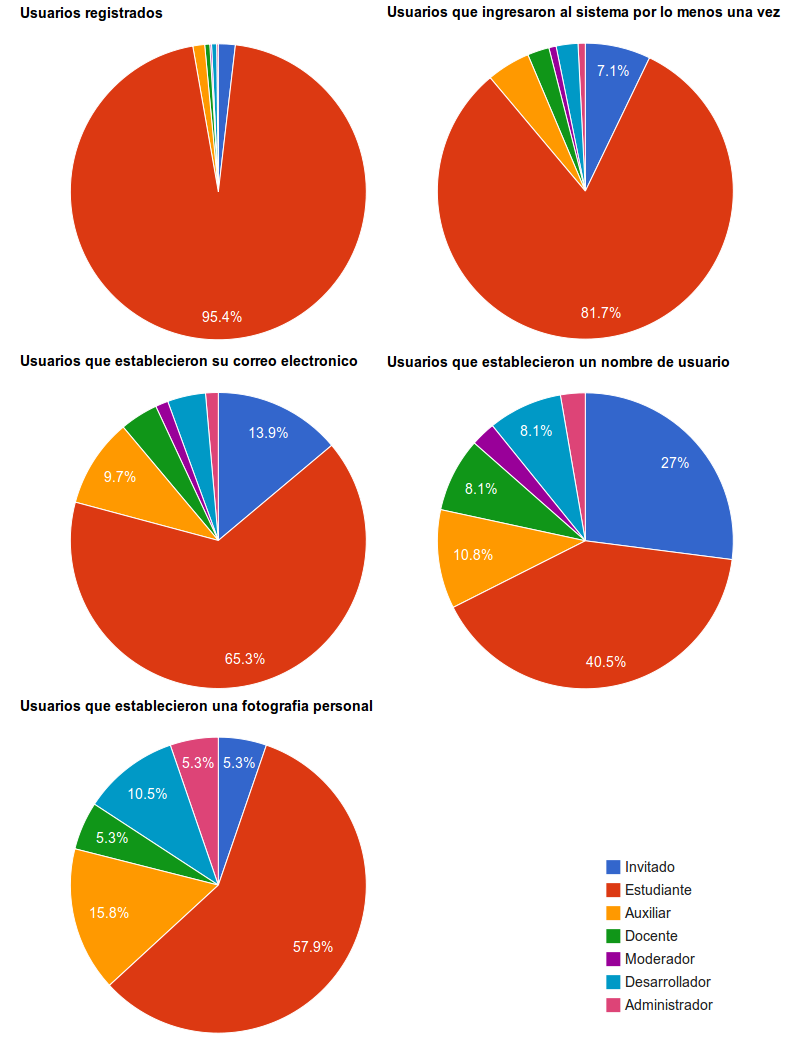 Usuarios registrados
95.4%
Usuarios que ingresaron al sistema por lo menos una vez
7.1%
81.7%
Usuarios que establecieron su correo electronico
13.9%
9.7%
65.3%
Usuarios que establecieron un nombre de usuario
8.1%
27%
8.1%
10.8%
40.5%
Usuarios que establecieron una fotografia personal
5.3%
5.3%
10.5%
5.3%
15.8%
57.9%
Invitado
Estudiante
Auxiliar
Docente
Moderador
Desarrollador
Administrador